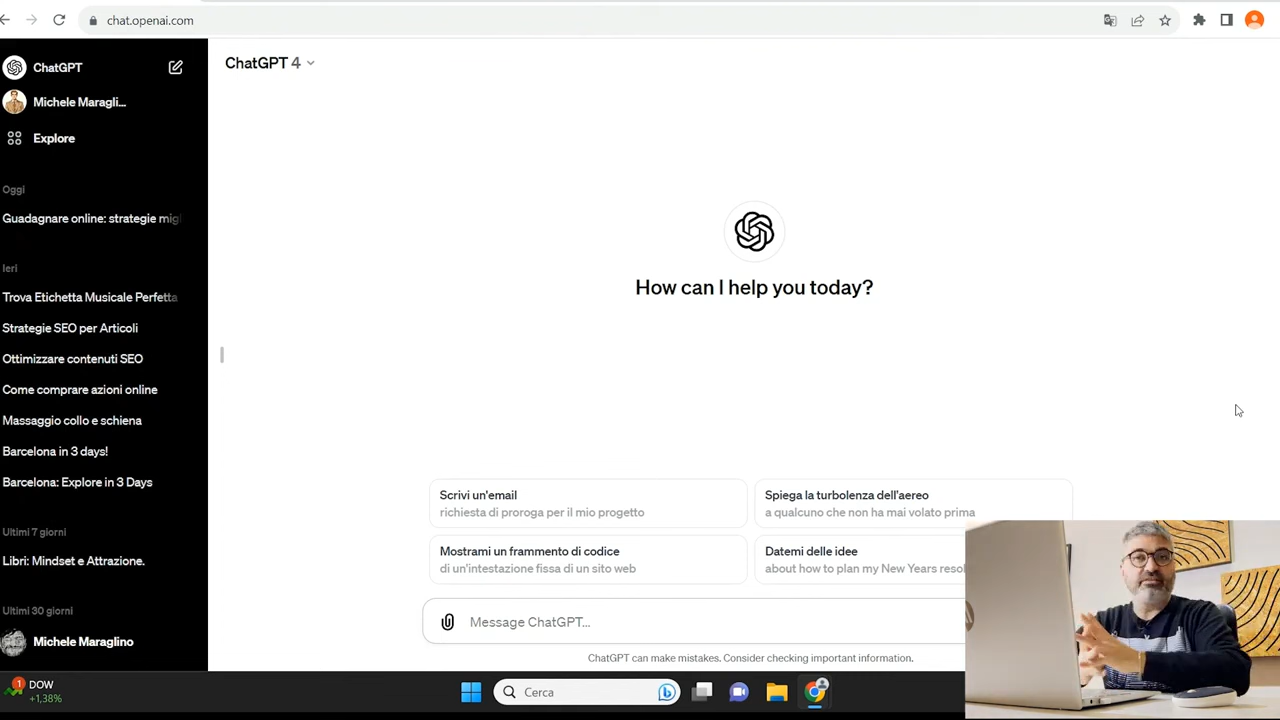 chat.openai.com
ChatGPT
Michele Maragli...
Explore
Oggi
Guadagnare online: strategie mig
Ieri
Trova Etichetta Musicale Perfetta
Strategie SEO per Articoli
Ottimizzare contenuti SEO
Come comprare azioni online
Massaggio collo e schiena
Barcelona in 3 days!
Barcelona: Explore in 3 Days
Ultimi 7 giorni
Libri: Mindset e Attrazione.
Ultimi 30 giorni
Michele Maraglino
ChatGPT 4
How can I help you today?
Scrivi un'email
richiesta di proroga per il mio progetto
Spiega la turbolenza dell'aereo
a qualcuno che non ha mai volato prima
Mostrami un frammento di codice
di un'intestazione fissa di un sito web
Datemi delle idee
about how to plan my New Years resol
Message ChatGPT...
ChatGPT can make mistakes. Consider checking important information.
1
DOW
+1,38%
Cerca